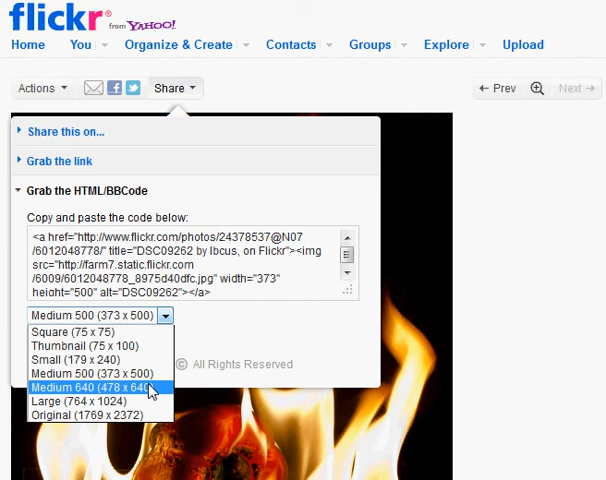 flickr® from YAHOO!
Home You Organize & Create Contacts Groups Explore Upload
Actions Share Prev Next
Share this on...
Grab the link
Grab the HTML/BBCode
Copy and paste the code below:
<a href="http://www.flickr.com/photos/24378537@N07
/6012048778/" title="DSC09262 by lbcus, on Flickr"><img
src="http://farm7.static.flickr.com
/6009/6012048778_8975d40dfc.jpg" width="373"
height="500" alt="DSC09262"></a>
Medium 500 (373 x 500)
Square (75 x 75)
Thumbnail (75 x 100)
Small (179 x 240)
© All Rights Reserved
Medium 500 (373 x 500)
Medium 640 (478 x 640)
Large (764 x 1024)
Original (1769 x 2372)